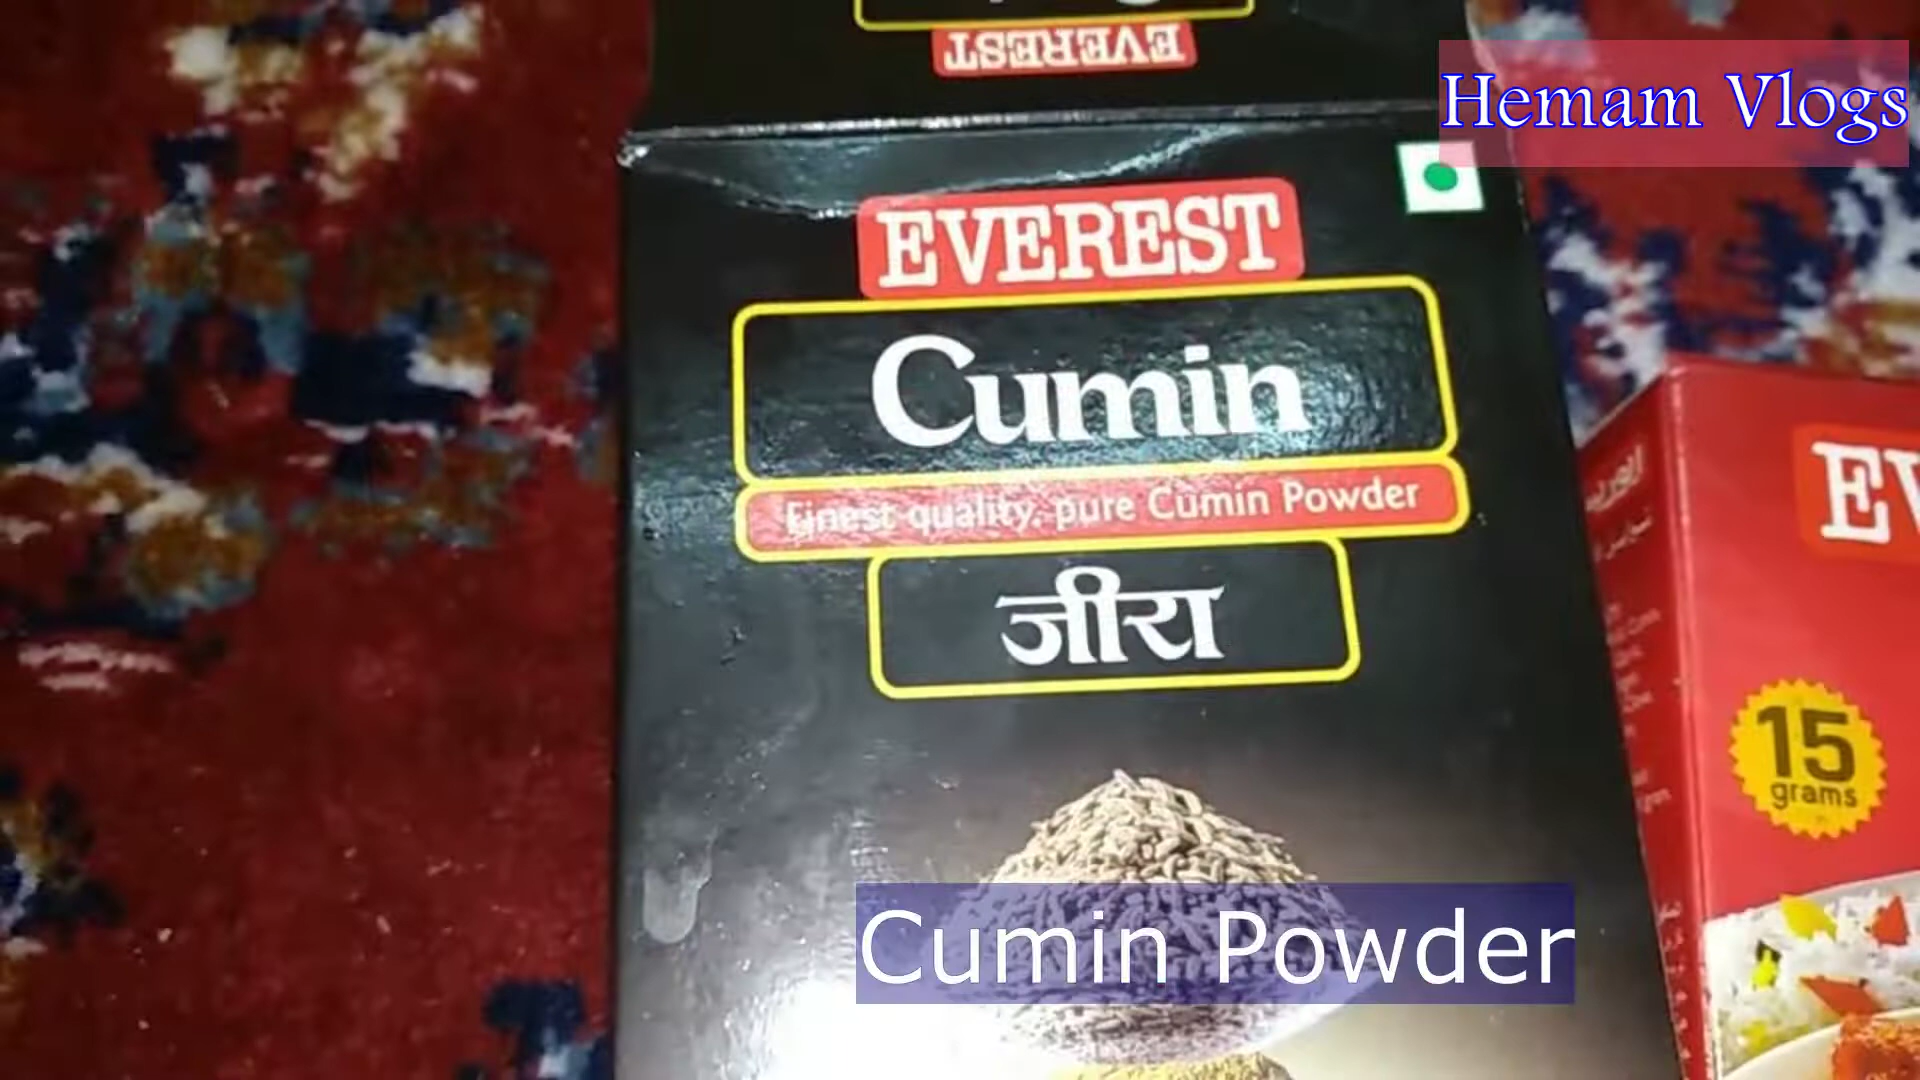 EVEREST
Hemam Vlogs
EVEREST
Cumin
Finest quality, pure Cumin Powder
जीरा
15
grams
Cumin Powder